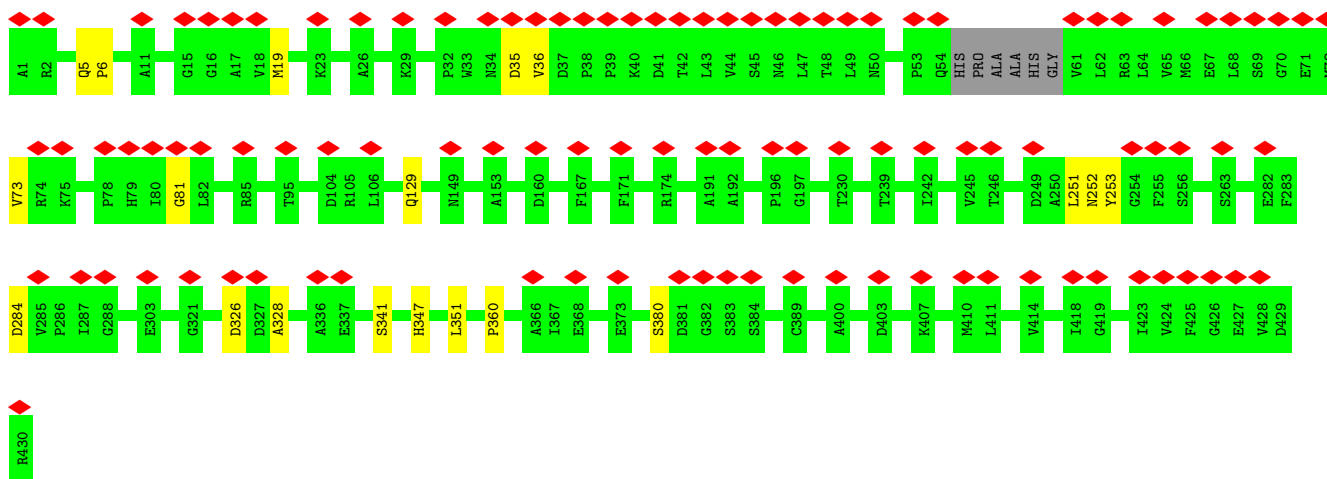 A1 R2 Q5 P6 A11 G15 G16 A17 V18 M19 K23 A26 K29 P32 W33 N34 D35 V36 D37 P38 P39 K40 D41 T42 L43 V44 S45 N46 L47 T48 L49 N50 P53 Q54 HIS PRO ALA ALA HIS GLY V61 L62 R63 L64 V65 M66 E67 L68 S69 G70 E71
V73 R74 K75 P78 H79 I80 G81 L82 R85 T95 D104 R105 L106 Q129 N149 A153 D160 F167 F171 R174 A191 A192 P196 G197 T230 T239 I242 V245 T246 D249 A250 L251 N252 Y253 G254 F255 S256 S263 E282 F283
D284 V285 P286 I287 G288 E303 G321 D326 D327 A328 A336 E337 S341 H347 L351 P360 A366 I367 E368 E373 S380 D381 G382 S383 S384 C389 A400 D403 K407 M410 L411 V414 I418 G419 I423 V424 F425 G426 E427 V428 D429
R430